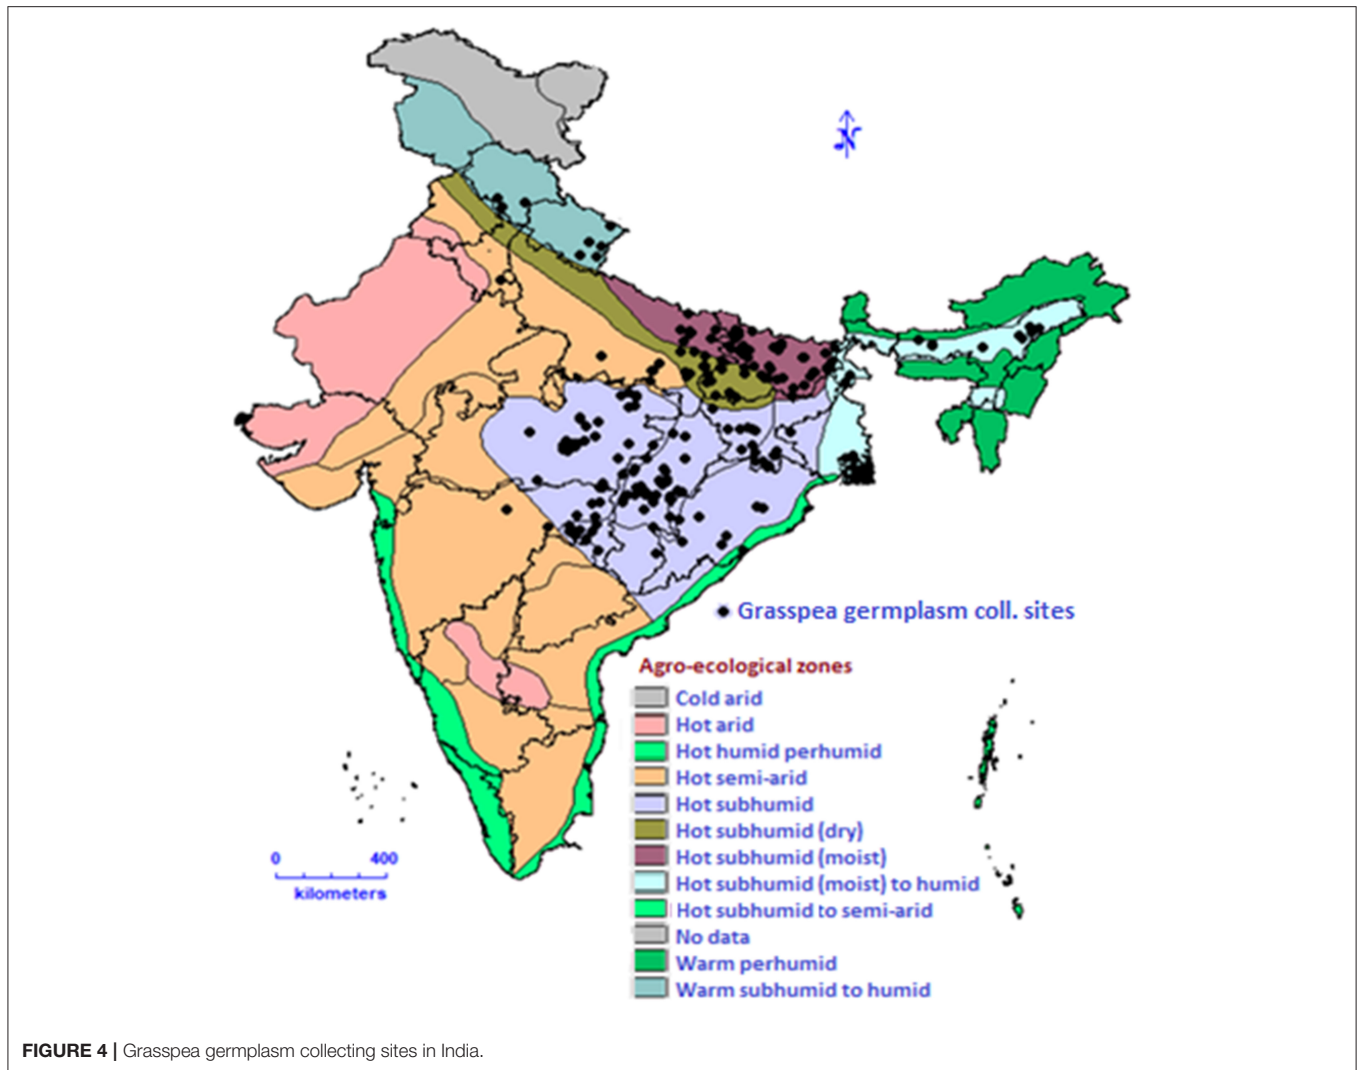 N
Grasspea germplasm coll. sites
Agro-ecological zones
Cold arid
Hot arid
Hot humid perhumid
Hot semi-arid
Hot subhumid
Hot subhumid (dry)
Hot subhumid (moist)
Hot subhumid (moist) to humid
Hot subhumid to semi-arid
No data
Warm perhumid
Warm subhumid to humid
0 400
kilometers
FIGURE 4 | Grasspea germplasm collecting sites in India.